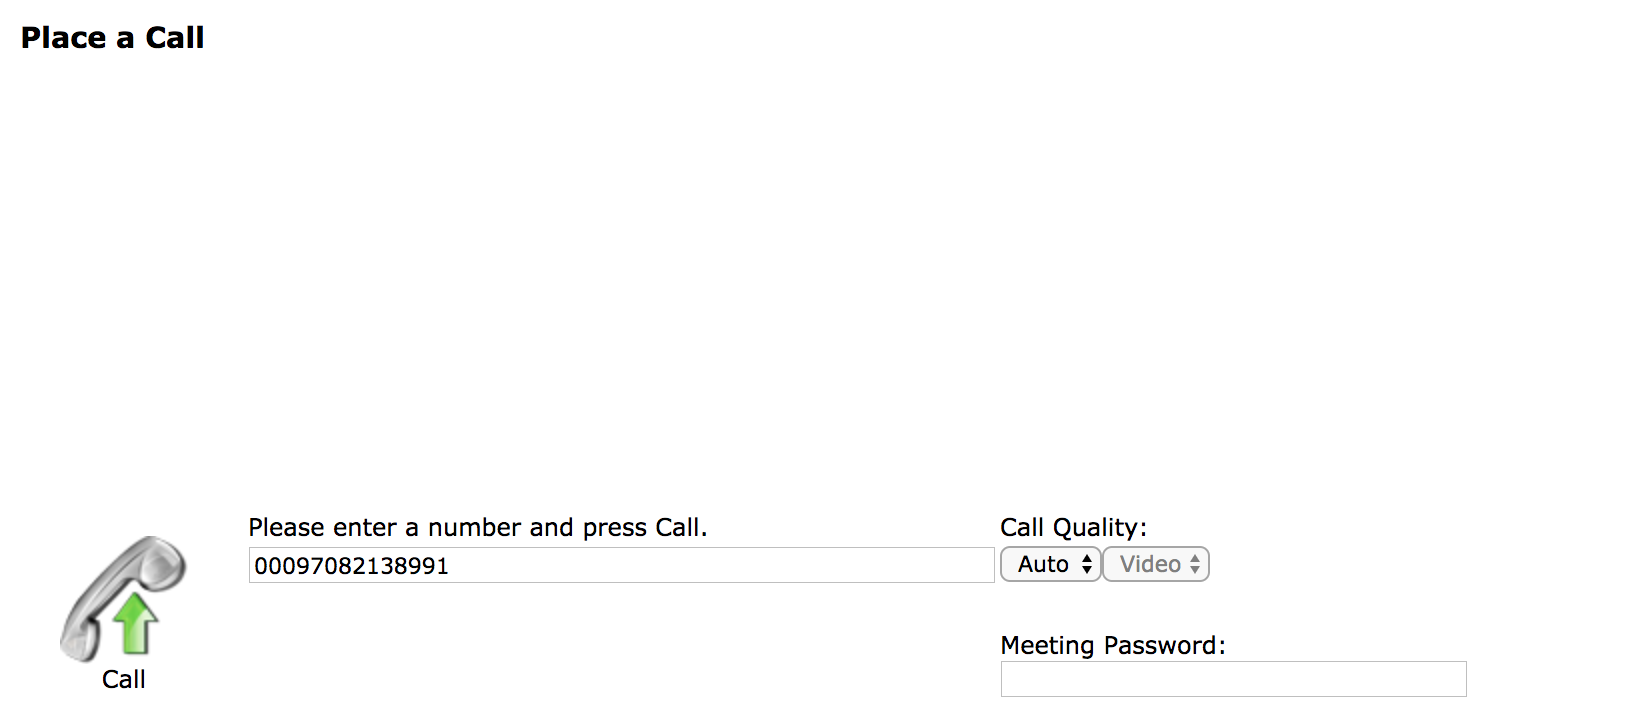 Place a Call
Please enter a number and press Call.
00097082138991
Call Quality:
Auto Video
Meeting Password:
Call